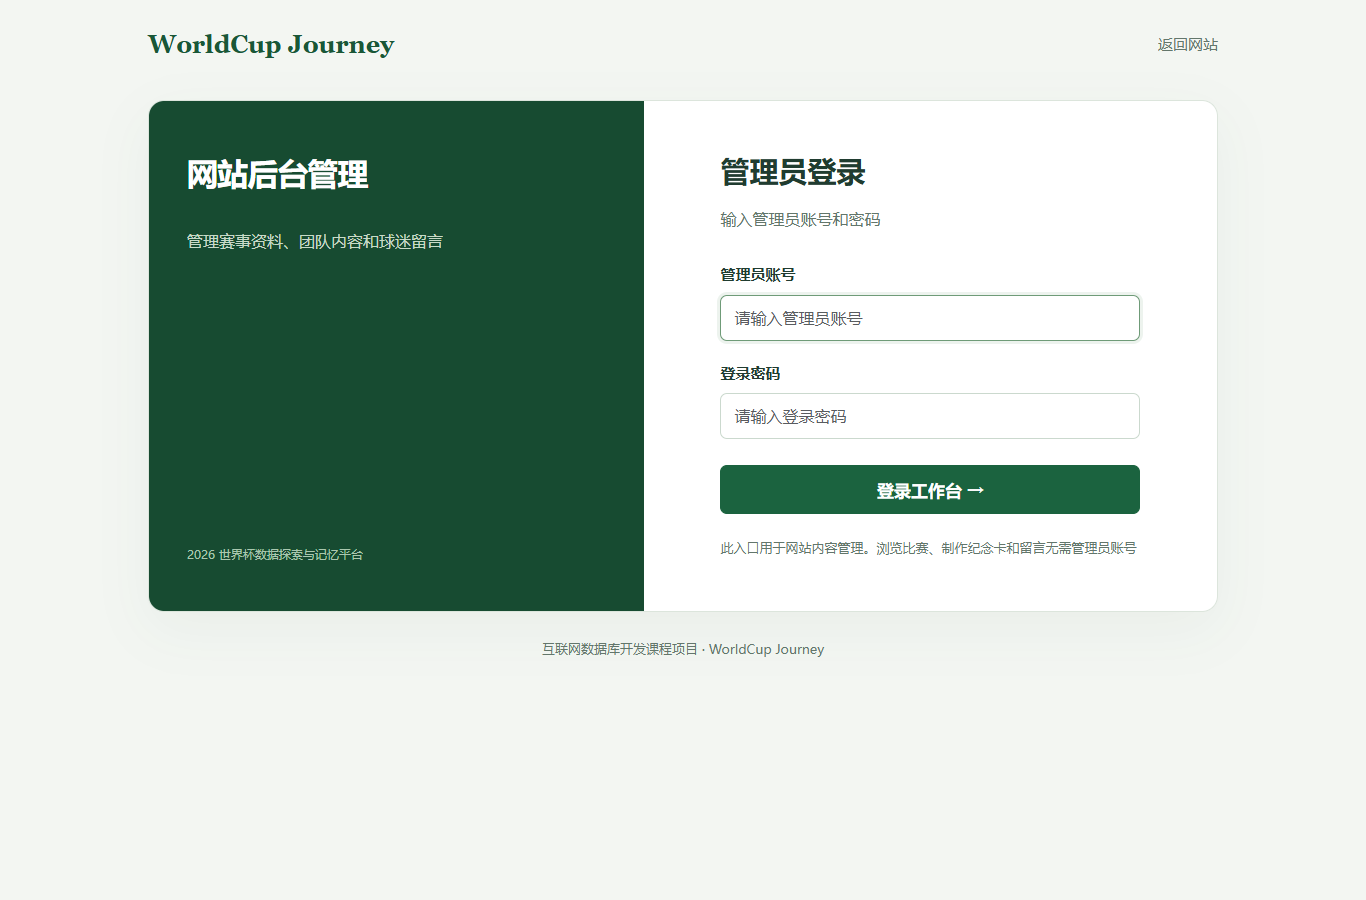 WorldCup Journey
返回网站
网站后台管理
管理赛事资料、团队内容和球迷留言
2026 世界杯数据探索与记忆平台
管理员登录
输入管理员账号和密码
管理员账号
请输入管理员账号
登录密码
请输入登录密码
登录工作台 →
此入口用于网站内容管理。浏览比赛、制作纪念卡和留言无需管理员账号
互联网数据库开发课程项目 · WorldCup Journey